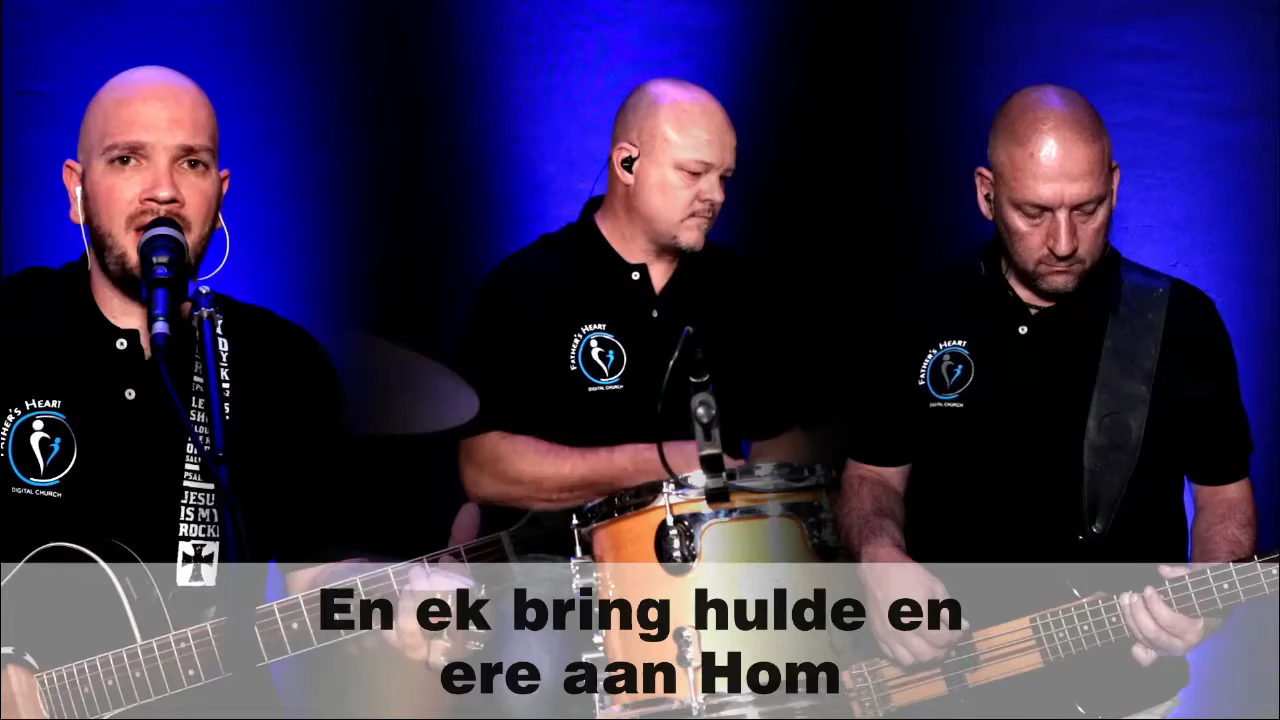 FATHER'S HEART
DIGITAL CHURCH
FATHER'S HEART
DIGITAL CHURCH
FATHER'S HEART
DIGITAL CHURCH
JESUS
IS MY
ROCK
En ek bring hulde en
ere aan Hom